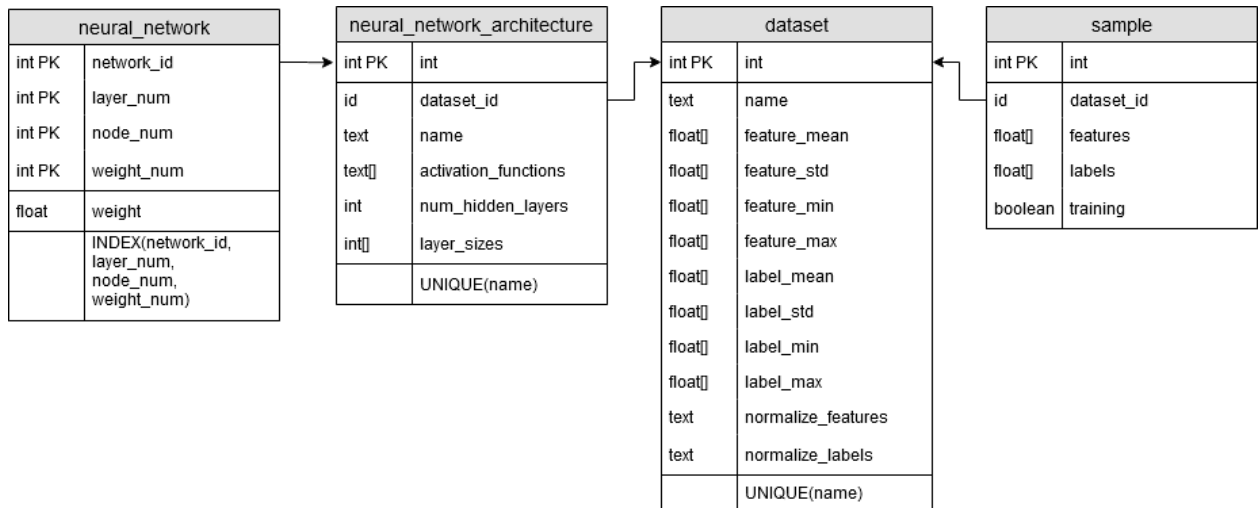 neural_network
int PK network_id
int PK layer_num
int PK node_num
int PK weight_num
float weight
INDEX(network_id,
layer_num,
node_num,
weight_num)
neural_network_architecture
int PK int
id dataset_id
text name
text[] activation_functions
int num_hidden_layers
int[] layer_sizes
UNIQUE(name)
dataset
int PK int
text name
float[] feature_mean
float[] feature_std
float[] feature_min
float[] feature_max
float[] label_mean
float[] label_std
float[] label_min
float[] label_max
text normalize_features
text normalize_labels
UNIQUE(name)
sample
int PK int
id dataset_id
float[] features
float[] labels
boolean training